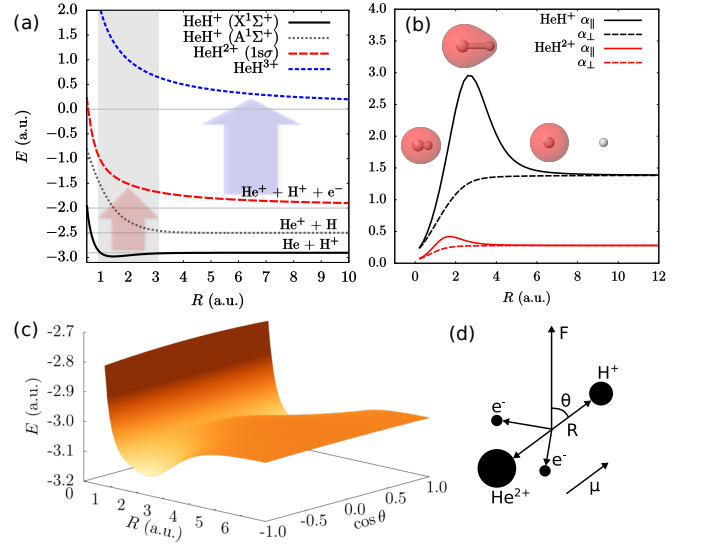 (a)
HeH⁺ (X¹Σ⁺)
HeH⁺ (A¹Σ⁺)
HeH²⁺ (1sσ)
HeH³⁺
2.0
1.5
1.0
0.5
0.0
−0.5
−1.0
−1.5
−2.0
−2.5
−3.0
E (a.u.)
He⁺ + H⁺ + e⁻
He⁺ + H
He + H⁺
1 2 3 4 5 6 7 8 9 10
R (a.u.)
(b)
HeH⁺ α∥
α⊥
HeH²⁺ α∥
α⊥
4.0
3.5
3.0
2.5
2.0
1.5
1.0
0.5
0.0
0 2 4 6 8 10 12
R (a.u.)
(c)
-2.7
-2.8
-2.9
-3.0
-3.1
-3.2
E (a.u.)
0 1 2 3 4 5 6
R (a.u.)
-1.0 -0.5 0.0 0.5 1.0
cos θ
(d)
F
H⁺
θ
e⁻
R
e⁻
He²⁺
μ